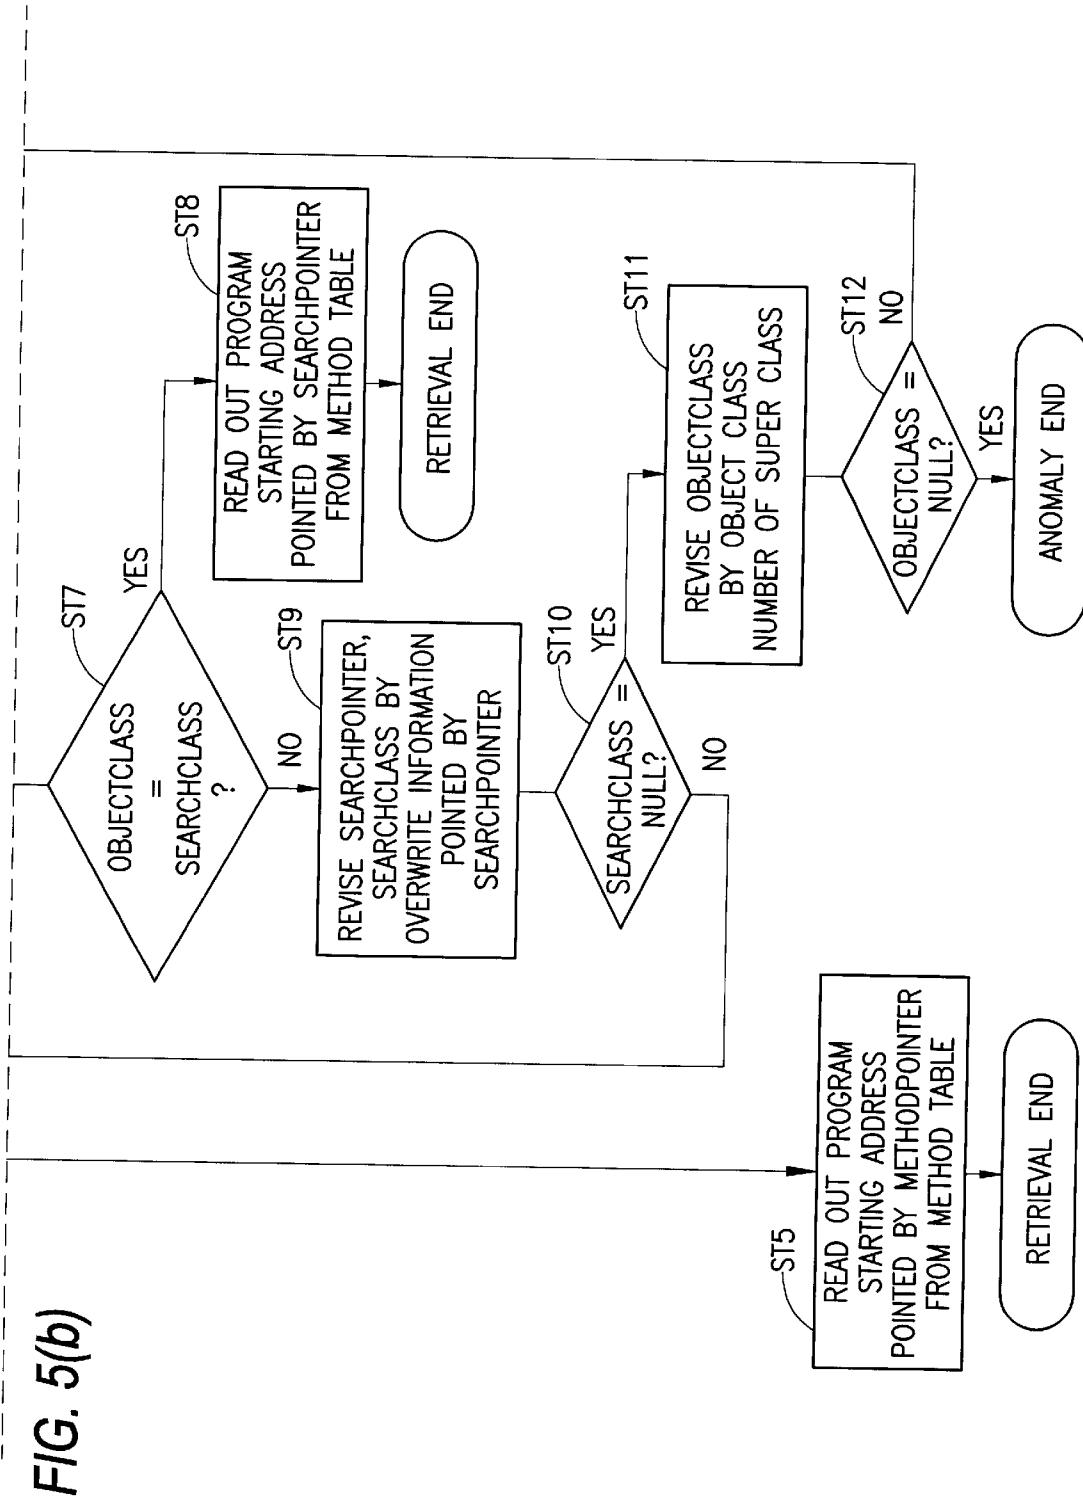 FIG. 5(b)
ST7
OBJECTCLASS
=
SEARCHCLASS
?
YES
NO
ST8
READ OUT PROGRAM
STARTING ADDRESS
POINTED BY SEARCHPOINTER
FROM METHOD TABLE
RETRIEVAL END
ST9
REVISE SEARCHPOINTER,
SEARCHCLASS BY
OVERWRITE INFORMATION
POINTED BY
SEARCHPOINTER
ST10
SEARCHCLASS =
NULL?
YES
NO
ST11
REVISE OBJECTCLASS
BY OBJECT CLASS
NUMBER OF SUPER CLASS
ST12
OBJECTCLASS =
NULL?
NO
YES
ANOMALY END
ST5
READ OUT PROGRAM
STARTING ADDRESS
POINTED BY METHODPOINTER
FROM METHOD TABLE
RETRIEVAL END